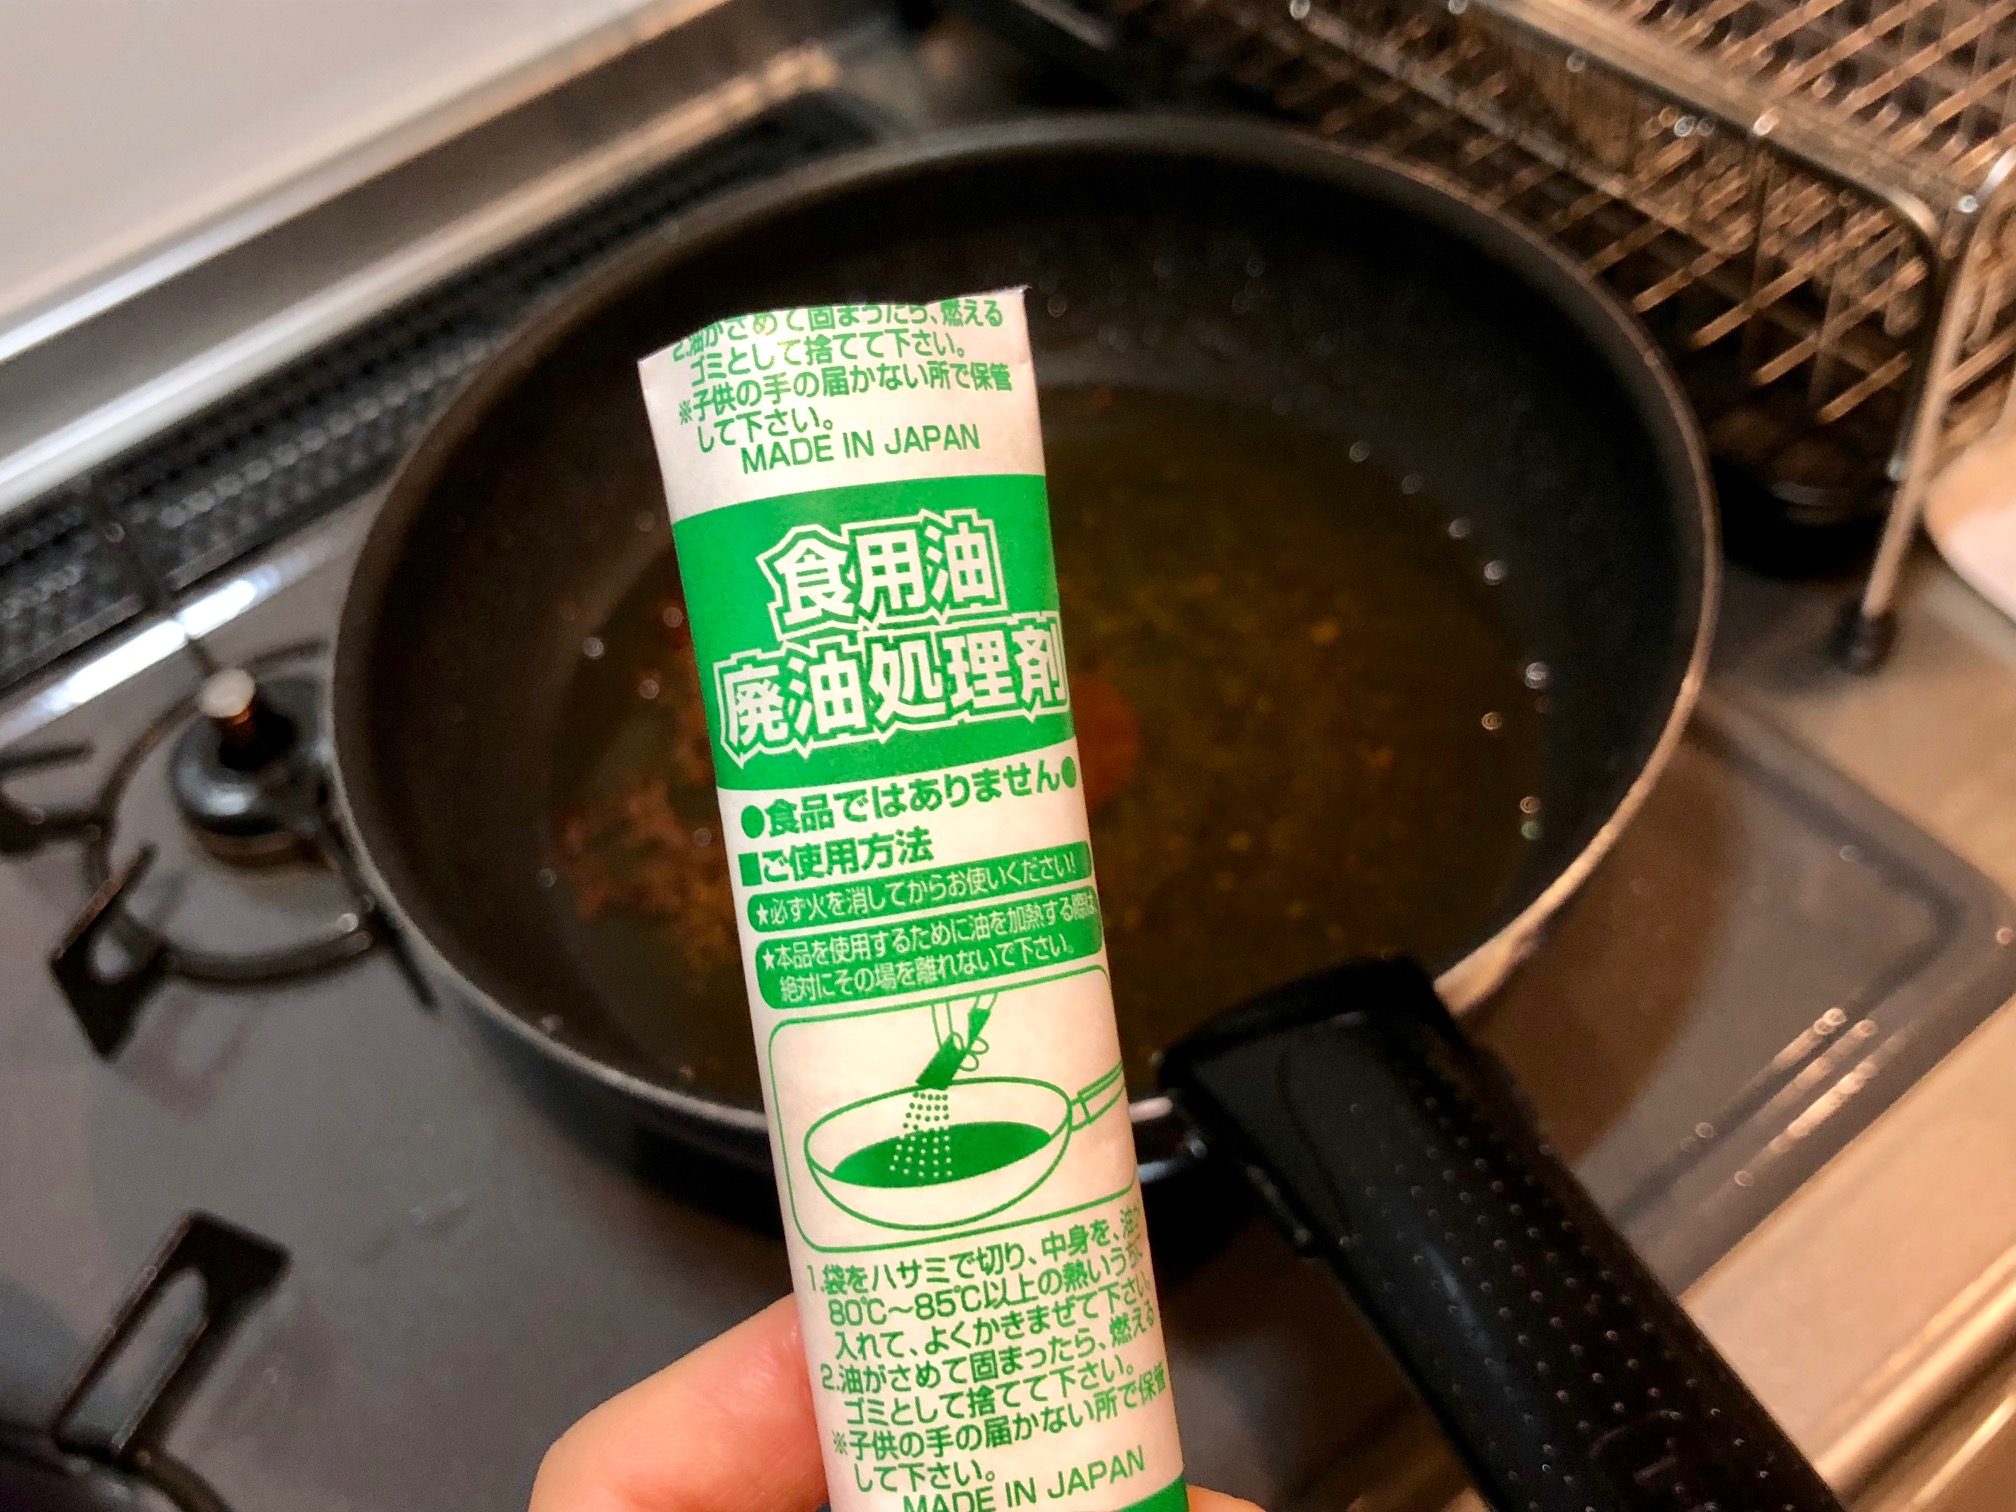 2.油がさめて固まったら、燃える
ゴミとして捨てて下さい。
※子供の手の届かない所で保管
して下さい。
MADE IN JAPAN
食用油
廃油処理剤
●食品ではありません●
■ご使用方法
★必ず火を消してからお使いください!
★本品を使用するために油を加熱する際は、
絶対にその場を離れないで下さい。
1.袋をハサミで切り、中身を、油が
80℃〜85℃以上の熱いうちに
入れて、よくかきまぜて下さい。
2.油がさめて固まったら、燃える
ゴミとして捨てて下さい。
※子供の手の届かない所で保管
して下さい。
MADE IN JAPAN